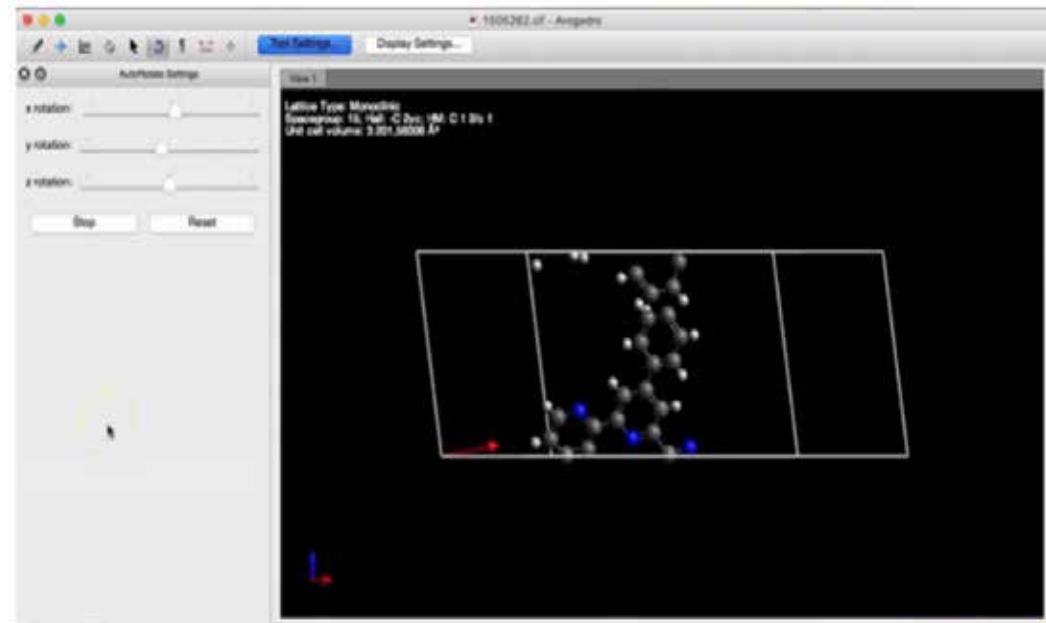 1505262.cif - Avogadro
Tool Settings... Display Settings...
AutoRotate Settings
View 1
x rotation:
y rotation:
z rotation:
Stop Reset
Lattice Type: Monoclinic
Spacegroup: 15, Hall: -C 2yc, HM: C 1 2/c 1
Unit cell volume: